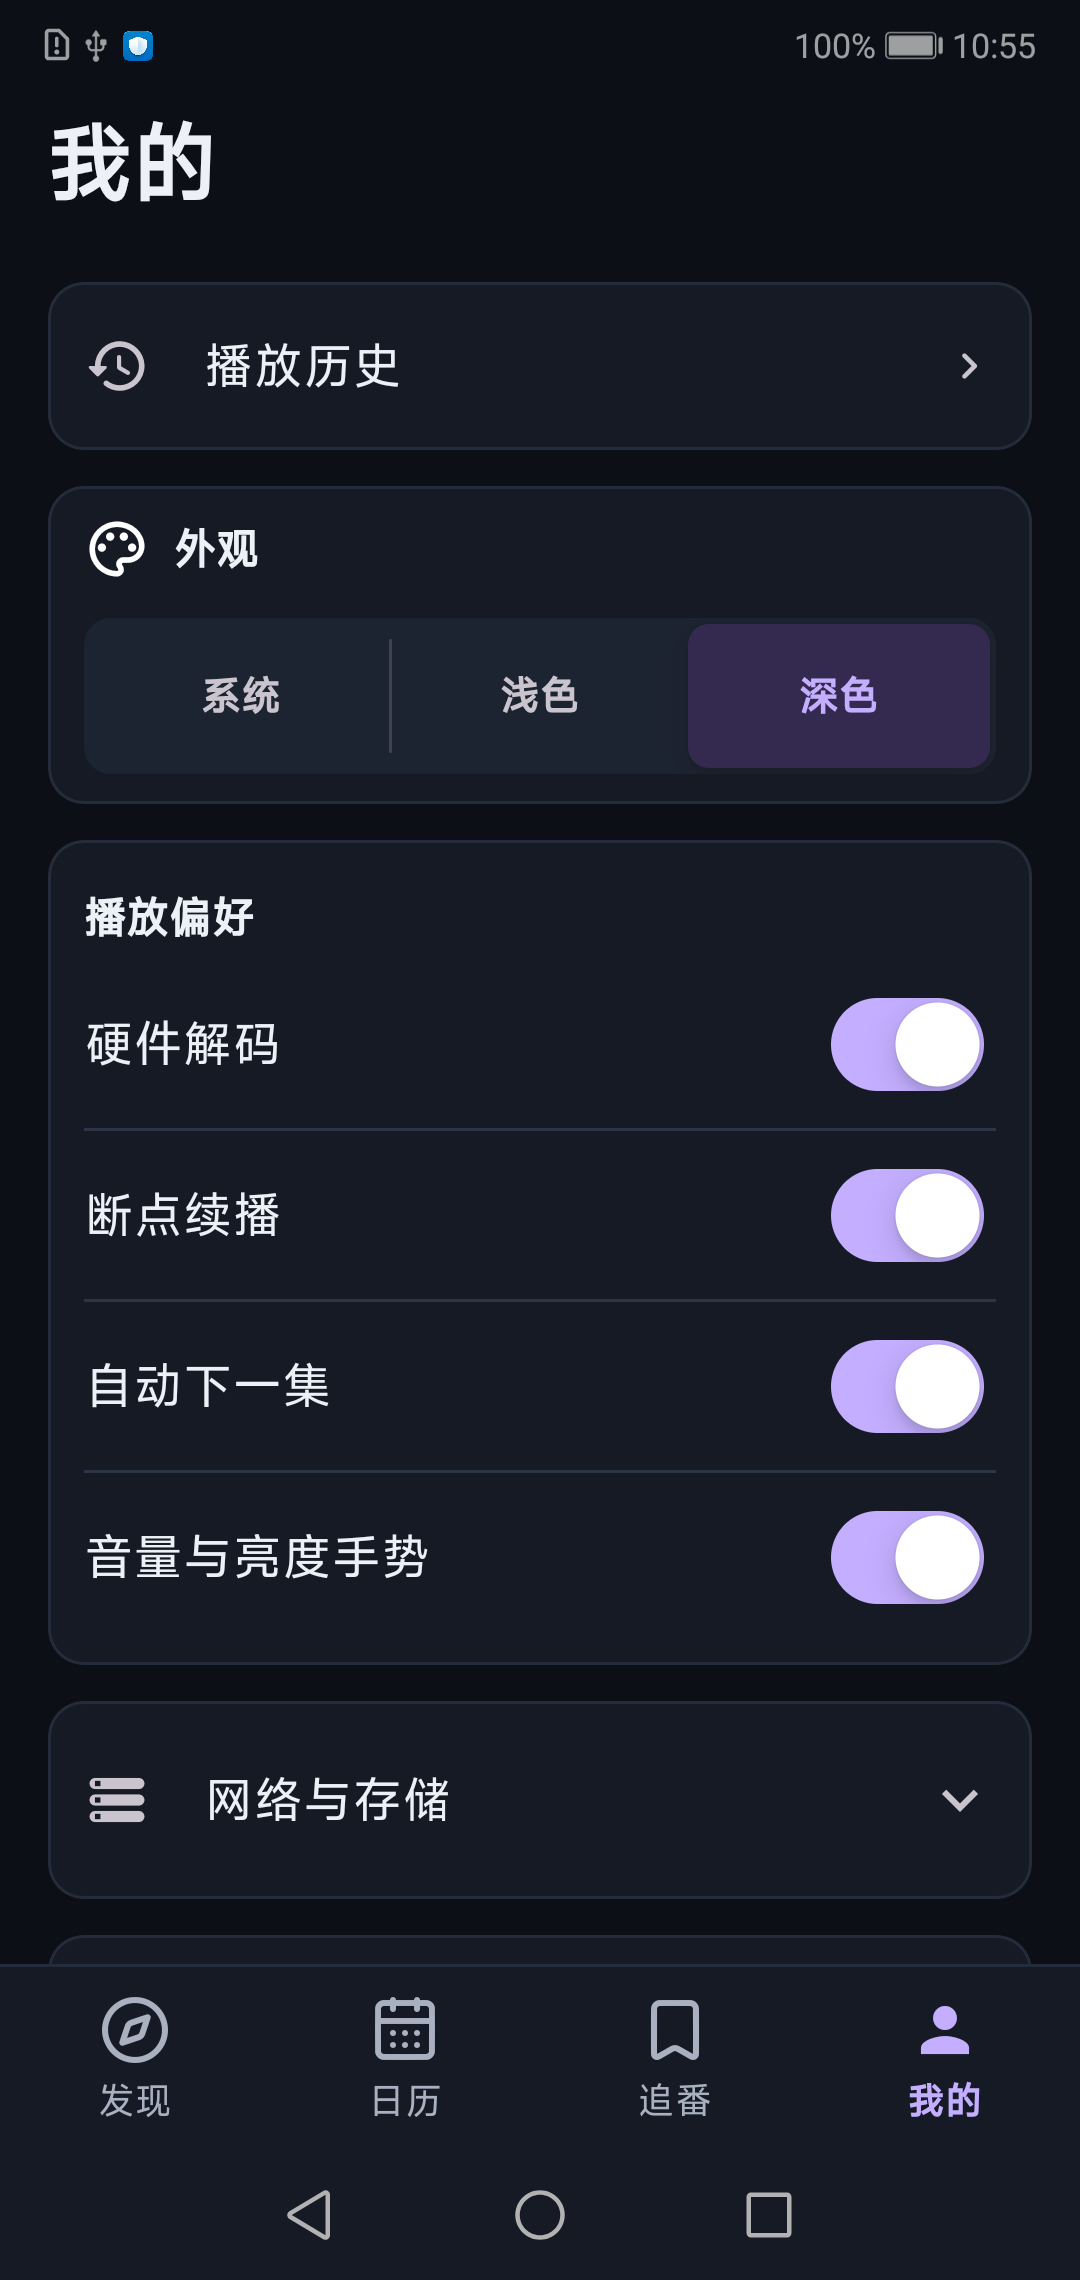 100% 10:55
我的
播放历史
外观
系统 浅色 深色
播放偏好
硬件解码
断点续播
自动下一集
音量与亮度手势
网络与存储
发现 日历 追番 我的